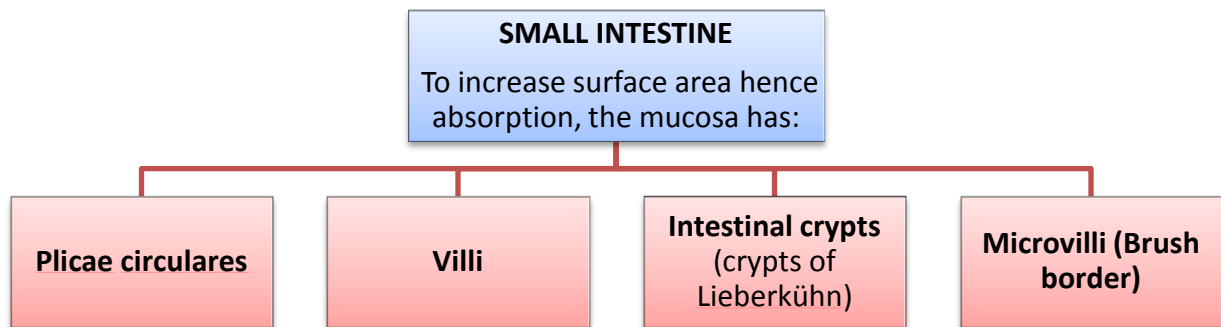 SMALL INTESTINE
To increase surface area hence
absorption, the mucosa has:
Plicae circulares
Villi
Intestinal crypts
(crypts of
Lieberkühn)
Microvilli (Brush
border)